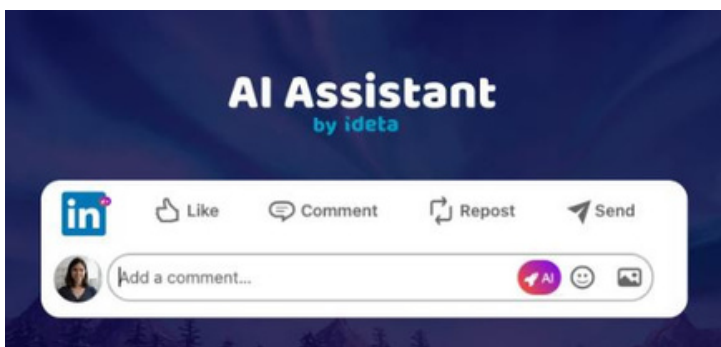 AI Assistant
by ideta
in
Like Comment Repost Send
Add a comment... AI